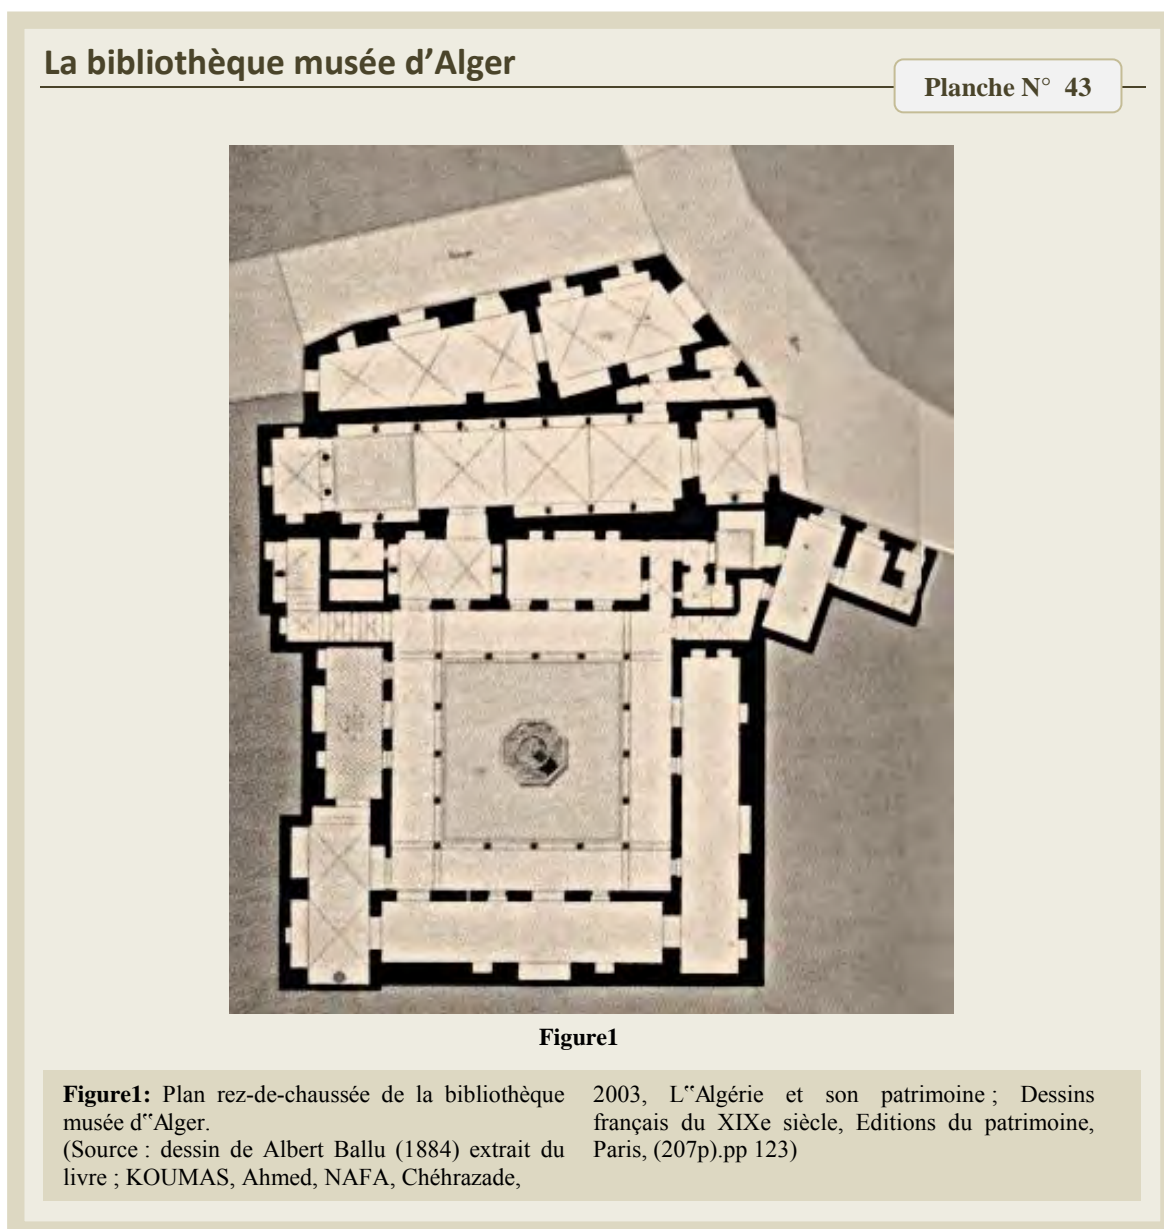 La bibliothèque musée d’Alger
Planche N° 43
Figure1
Figure1: Plan rez-de-chaussée de la bibliothèque
musée d‟Alger.
(Source : dessin de Albert Ballu (1884) extrait du
livre ; KOUMAS, Ahmed, NAFA, Chéhrazade,
2003, L‟Algérie et son patrimoine ; Dessins
français du XIXe siècle, Editions du patrimoine,
Paris, (207p).pp 123)